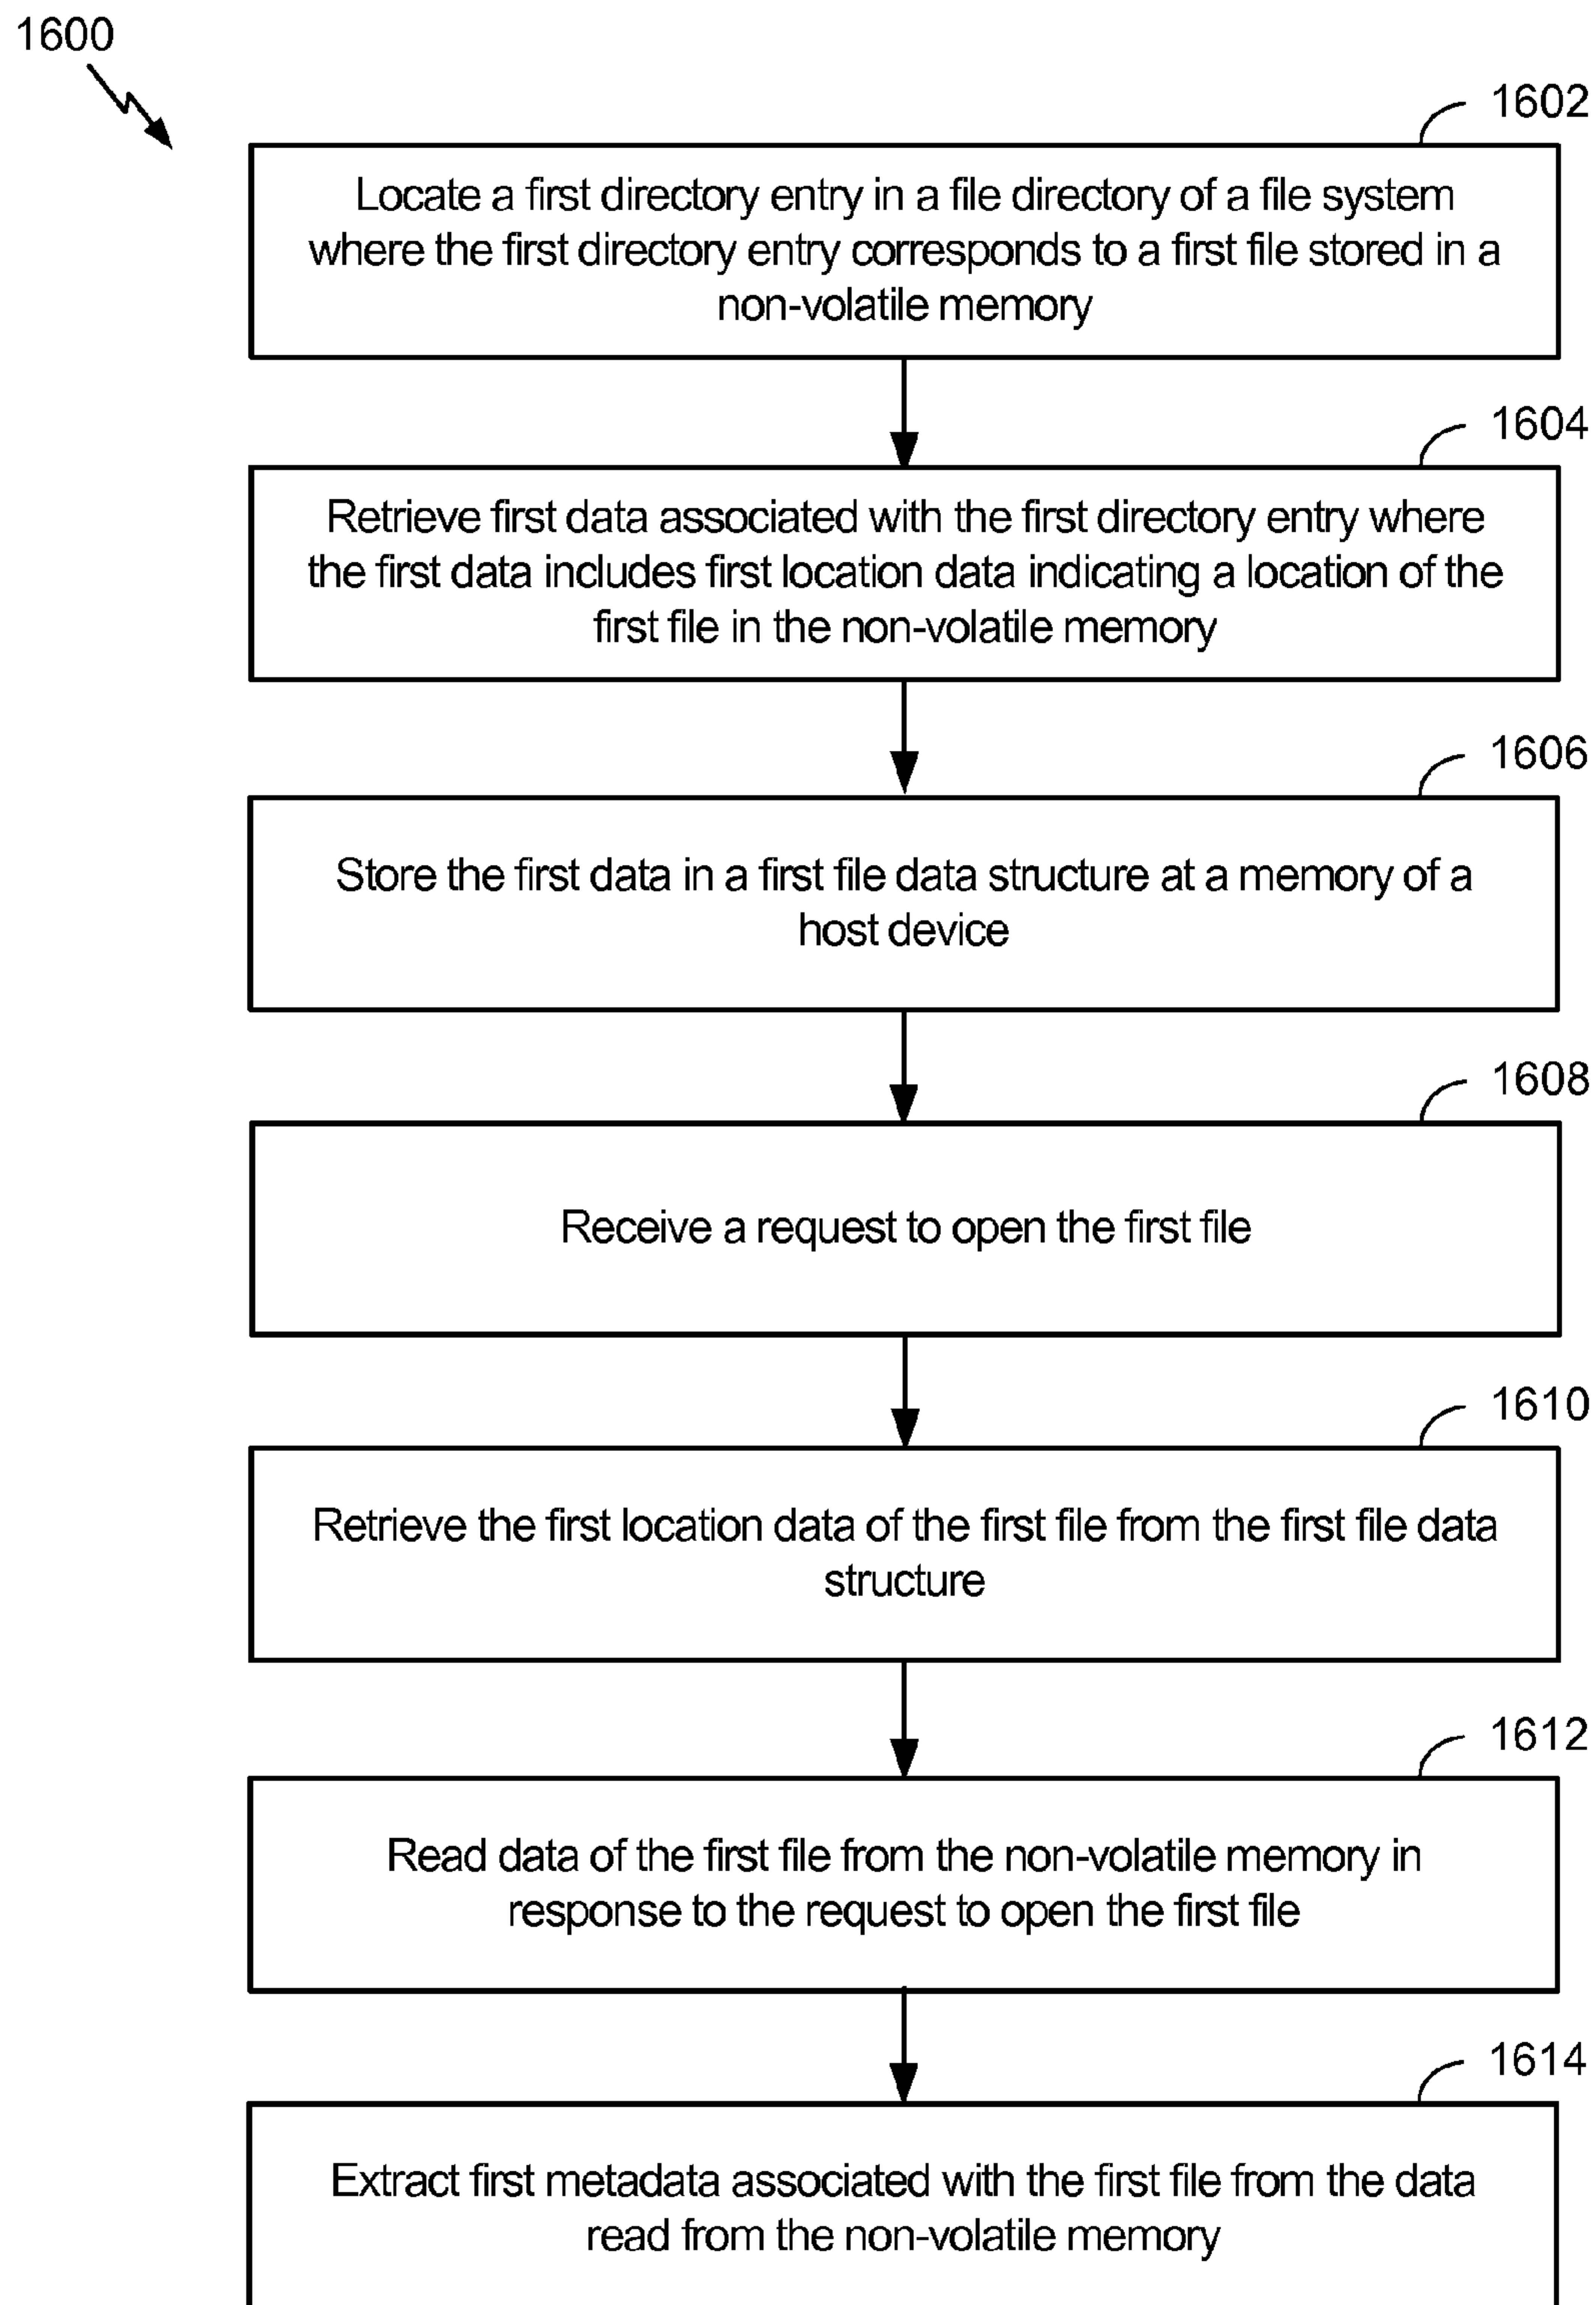 1600
1602
Locate a first directory entry in a file directory of a file system
where the first directory entry corresponds to a first file stored in a
non-volatile memory
1604
Retrieve first data associated with the first directory entry where
the first data includes first location data indicating a location of the
first file in the non-volatile memory
1606
Store the first data in a first file data structure at a memory of a
host device
1608
Receive a request to open the first file
1610
Retrieve the first location data of the first file from the first file data
structure
1612
Read data of the first file from the non-volatile memory in
response to the request to open the first file
1614
Extract first metadata associated with the first file from the data
read from the non-volatile memory